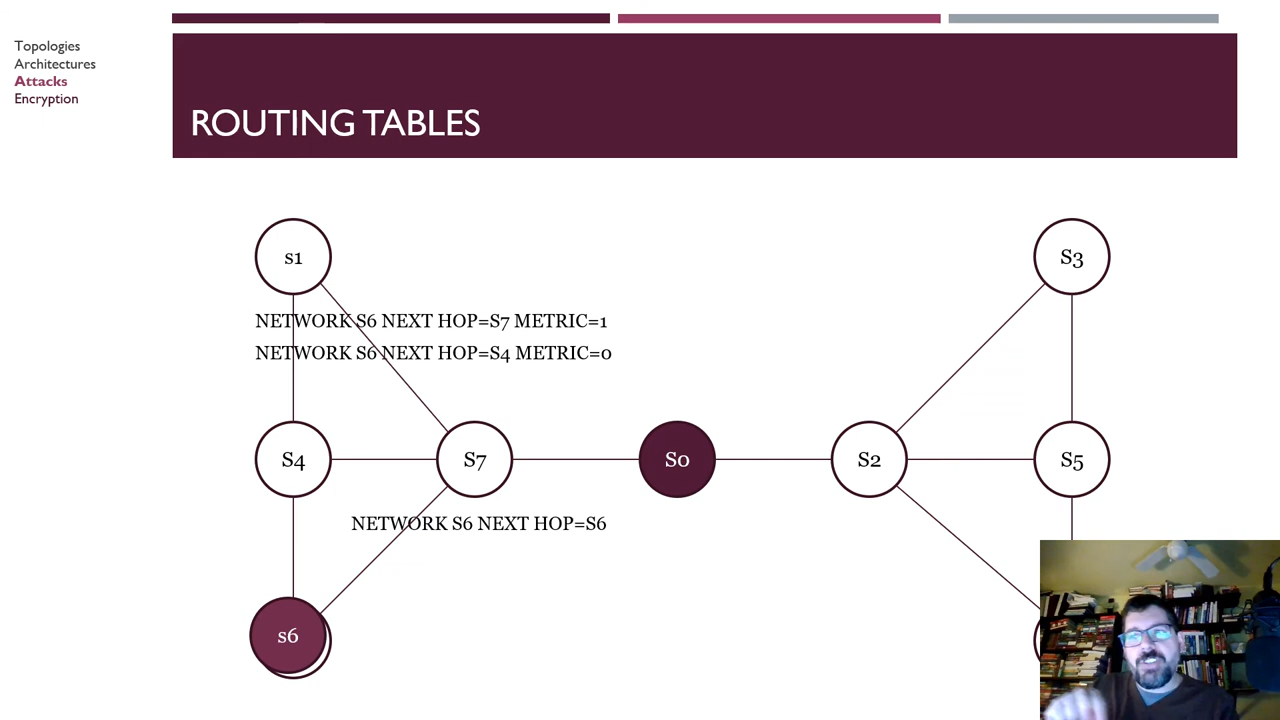 Topologies
Architectures
Attacks
Encryption
ROUTING TABLES
s1
S3
NETWORK S6 NEXT HOP=S7 METRIC=1
NETWORK S6 NEXT HOP=S4 METRIC=0
S4
S7
S0
S2
S5
NETWORK S6 NEXT HOP=S6
s6